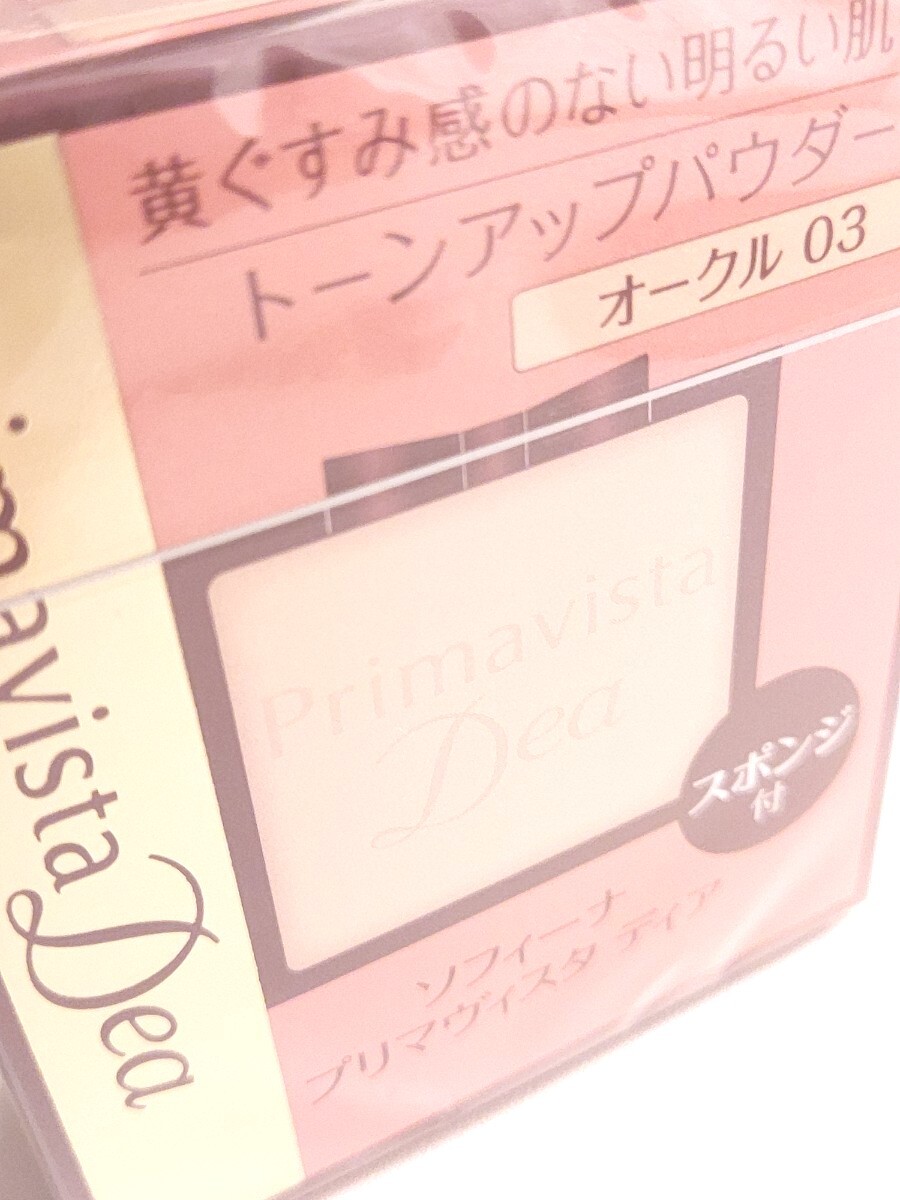 黄ぐすみ感のない明るい肌
トーンアップパウダー
オークル 03
Primavista
Dea
スポンジ
付
ソフィーナ
プリマヴィスタ ディア
imavista Dea